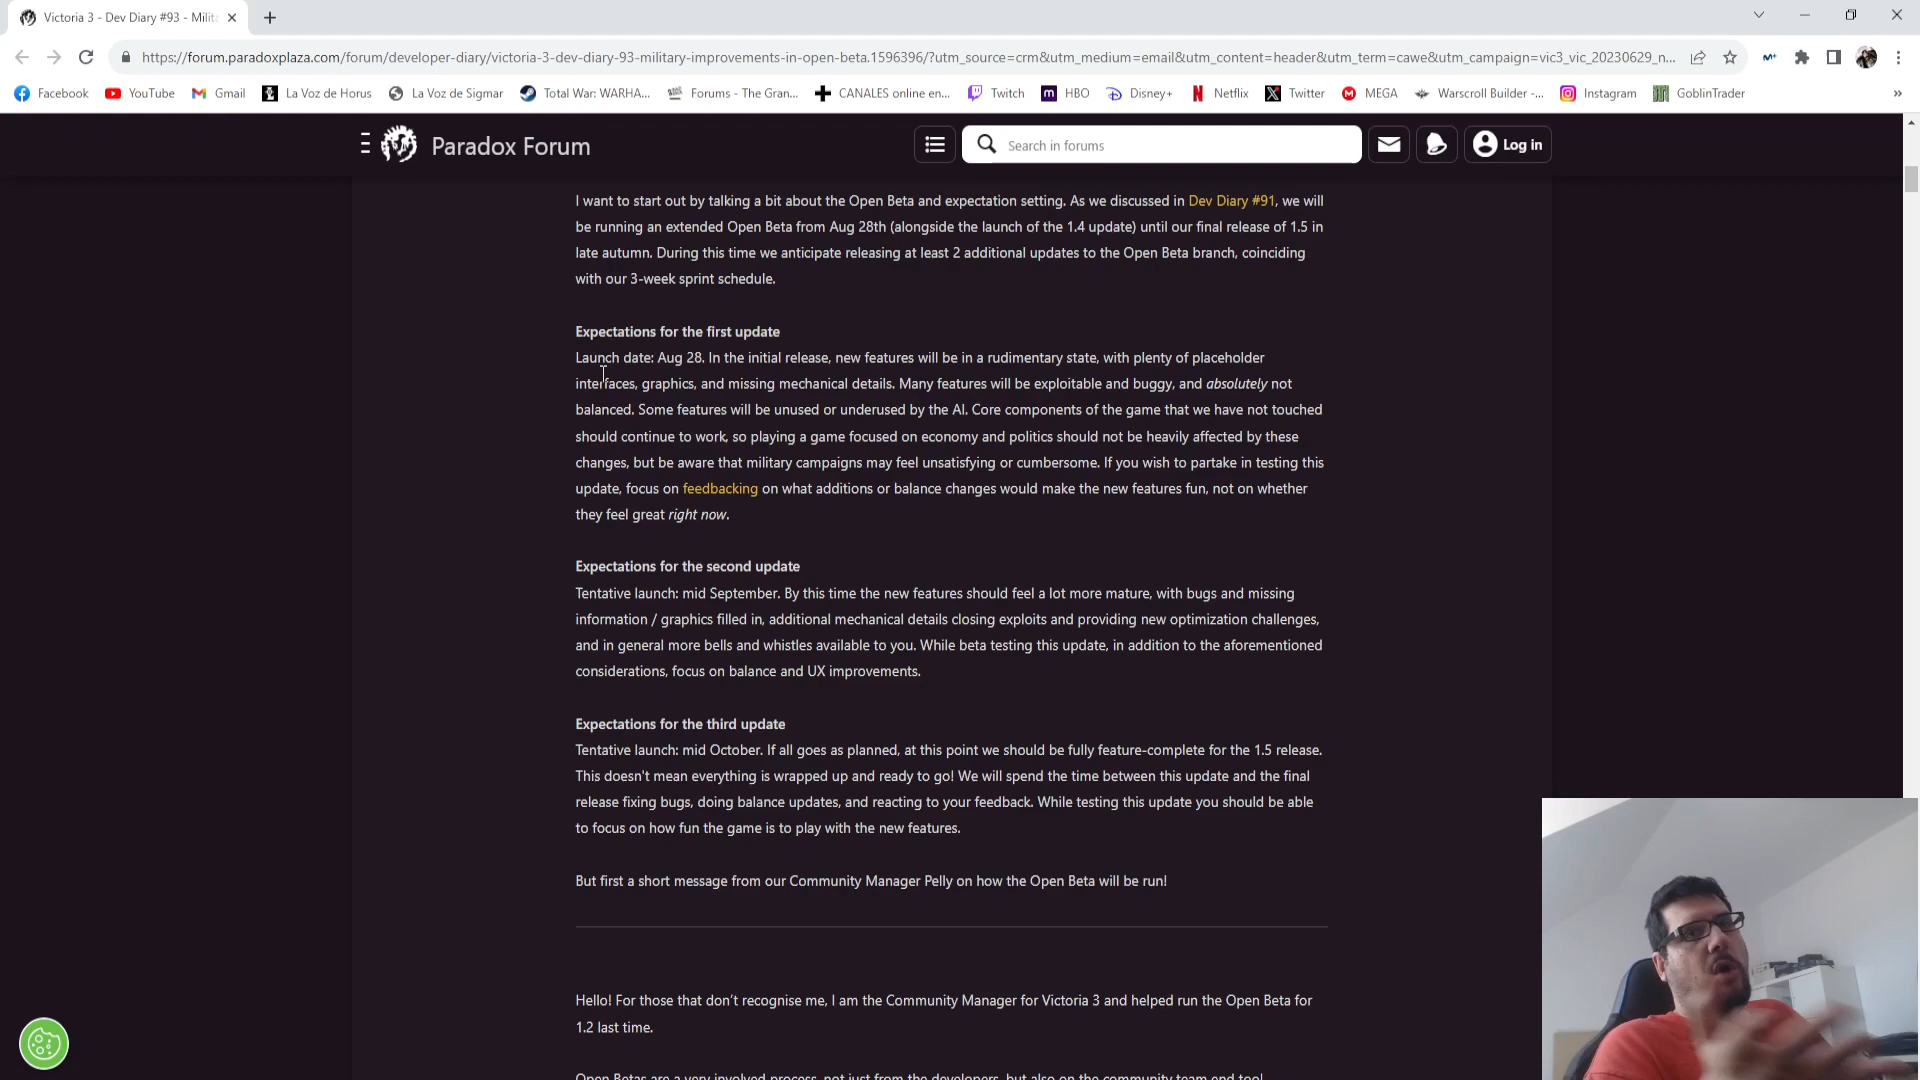 Victoria 3 - Dev Diary #93 - Milit
https://forum.paradoxplaza.com/forum/developer-diary/victoria-3-dev-diary-93-military-improvements-in-open-beta.1596396/?utm_source=crm&utm_medium=email&utm_content=header&utm_term=cawe&utm_campaign=vic3_vic_20230629_n...
Facebook YouTube Gmail La Voz de Horus La Voz de Sigmar Total War: WARHA... Forums - The Gran... CANALES online en... Twitch HBO Disney+ Netflix Twitter MEGA Warscroll Builder -... Instagram GoblinTrader »
Paradox Forum Search in forums Log in
I want to start out by talking a bit about the Open Beta and expectation setting. As we discussed in Dev Diary #91, we will
be running an extended Open Beta from Aug 28th (alongside the launch of the 1.4 update) until our final release of 1.5 in
late autumn. During this time we anticipate releasing at least 2 additional updates to the Open Beta branch, coinciding
with our 3-week sprint schedule.
Expectations for the first update
Launch date: Aug 28. In the initial release, new features will be in a rudimentary state, with plenty of placeholder
interfaces, graphics, and missing mechanical details. Many features will be exploitable and buggy, and absolutely not
balanced. Some features will be unused or underused by the AI. Core components of the game that we have not touched
should continue to work, so playing a game focused on economy and politics should not be heavily affected by these
changes, but be aware that military campaigns may feel unsatisfying or cumbersome. If you wish to partake in testing this
update, focus on feedbacking on what additions or balance changes would make the new features fun, not on whether
they feel great right now.
Expectations for the second update
Tentative launch: mid September. By this time the new features should feel a lot more mature, with bugs and missing
information / graphics filled in, additional mechanical details closing exploits and providing new optimization challenges,
and in general more bells and whistles available to you. While beta testing this update, in addition to the aforementioned
considerations, focus on balance and UX improvements.
Expectations for the third update
Tentative launch: mid October. If all goes as planned, at this point we should be fully feature-complete for the 1.5 release.
This doesn't mean everything is wrapped up and ready to go! We will spend the time between this update and the final
release fixing bugs, doing balance updates, and reacting to your feedback. While testing this update you should be able
to focus on how fun the game is to play with the new features.
But first a short message from our Community Manager Pelly on how the Open Beta will be run!
Hello! For those that don't recognise me, I am the Community Manager for Victoria 3 and helped run the Open Beta for
1.2 last time.
Open Betas are a very involved process, not just from the developers, but also on the community team end too!